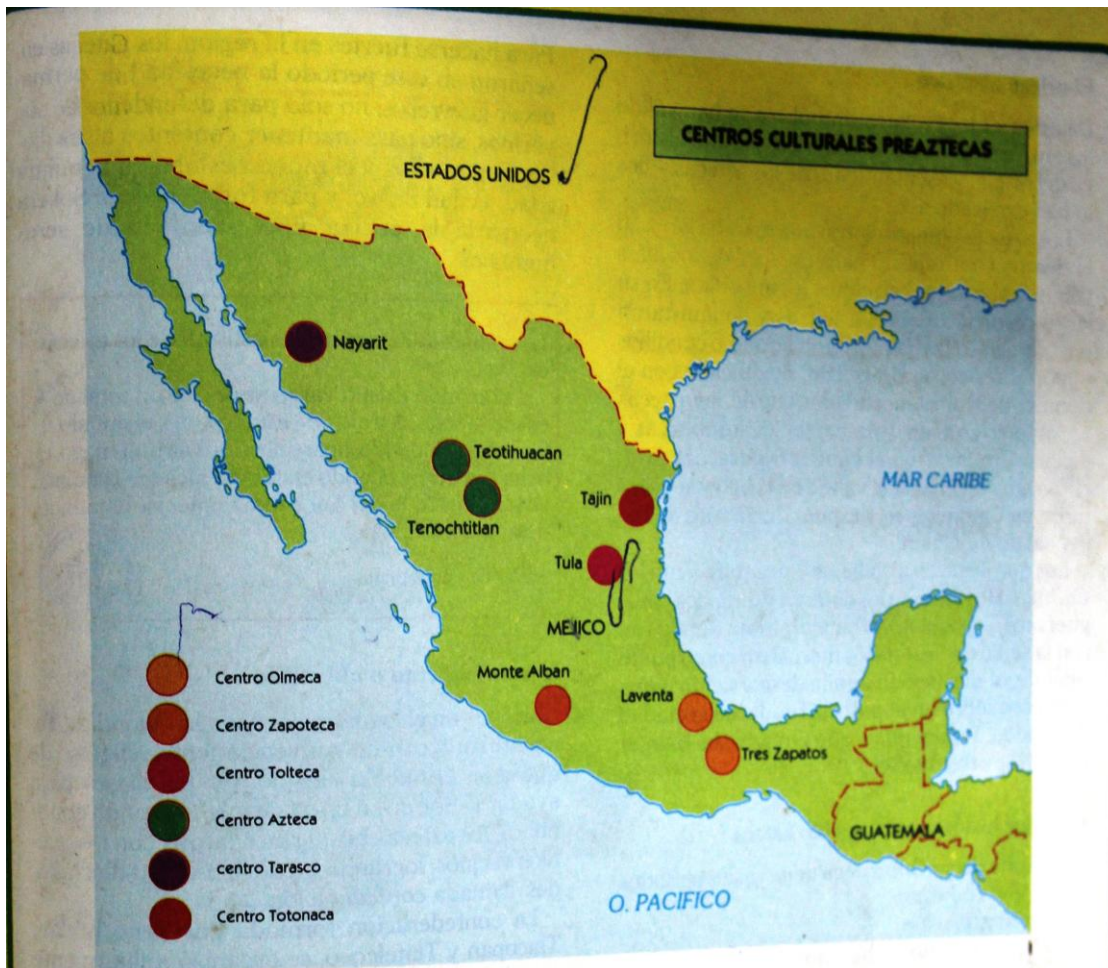 CENTROS CULTURALES PREAZTECAS
ESTADOS UNIDOS
Nayarit
Teotihuacan
Tenochtitlan
Tajin
MAR CARIBE
Tula
MEJICO
Monte Alban
Laventa
Tres Zapatos
GUATEMALA
O. PACIFICO
Centro Olmeca
Centro Zapoteca
Centro Tolteca
Centro Azteca
centro Tarasco
Centro Totonaca